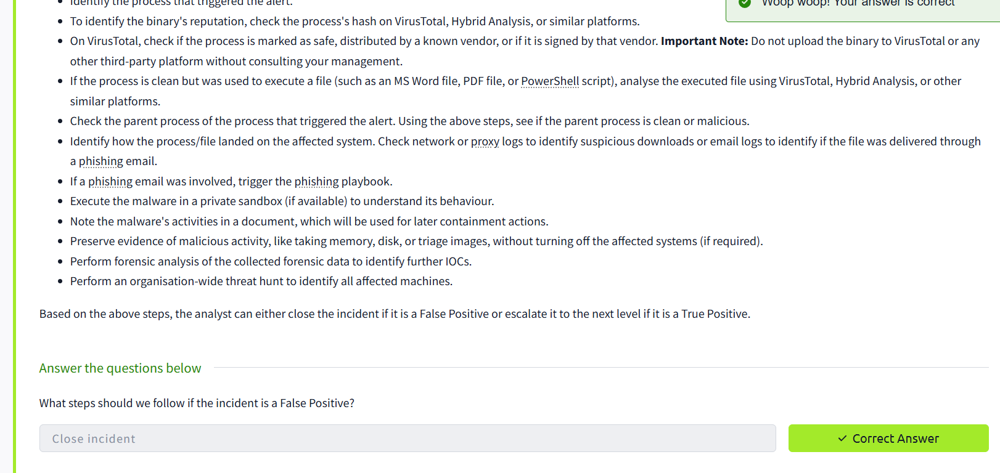 Identify the process that triggered the alert.
Woop woop! Your answer is correct
To identify the binary's reputation, check the process's hash on VirusTotal, Hybrid Analysis, or similar platforms.
On VirusTotal, check if the process is marked as safe, distributed by a known vendor, or if it is signed by that vendor. Important Note: Do not upload the binary to VirusTotal or any
other third-party platform without consulting your management.
If the process is clean but was used to execute a file (such as an MS Word file, PDF file, or PowerShell script), analyse the executed file using VirusTotal, Hybrid Analysis, or other
similar platforms.
Check the parent process of the process that triggered the alert. Using the above steps, see if the parent process is clean or malicious.
Identify how the process/file landed on the affected system. Check network or proxy logs to identify suspicious downloads or email logs to identify if the file was delivered through
a phishing email.
If a phishing email was involved, trigger the phishing playbook.
Execute the malware in a private sandbox (if available) to understand its behaviour.
Note the malware's activities in a document, which will be used for later containment actions.
Preserve evidence of malicious activity, like taking memory, disk, or triage images, without turning off the affected systems (if required).
Perform forensic analysis of the collected forensic data to identify further IOCs.
Perform an organisation-wide threat hunt to identify all affected machines.
Based on the above steps, the analyst can either close the incident if it is a False Positive or escalate it to the next level if it is a True Positive.
Answer the questions below
What steps should we follow if the incident is a False Positive?
Close incident
Correct Answer